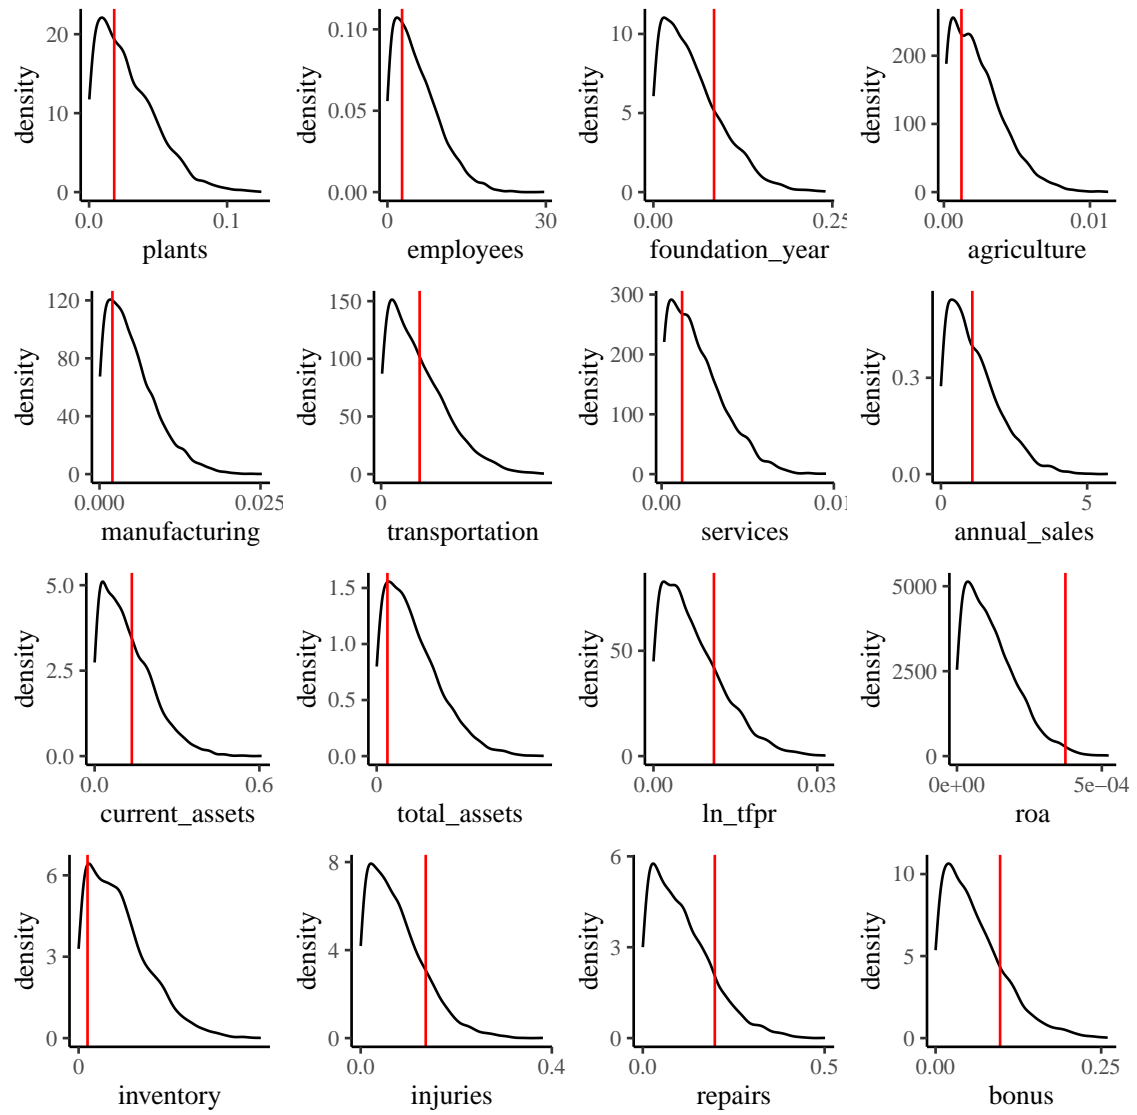 density
20
10
0
0.0
0.1
plants
density
0.10
0.05
0.00
0
30
employees
density
10
5
0
0.00
0.25
foundation_year
density
200
100
0
0.00
0.01
agriculture
density
120
80
40
0
0.000
0.025
manufacturing
density
150
100
50
0
0
transportation
density
300
200
100
0
0.00
0.01
services
density
0.3
0.0
0
5
annual_sales
density
5.0
2.5
0.0
0.0
0.6
current_assets
density
1.5
1.0
0.5
0.0
0
total_assets
density
50
0
0.00
0.03
ln_tfpr
density
5000
2500
0
0e+00
5e−04
roa
density
6
3
0
0
inventory
density
8
4
0
0.0
0.4
injuries
density
6
3
0
0.0
0.5
repairs
density
10
5
0
0.00
0.25
bonus